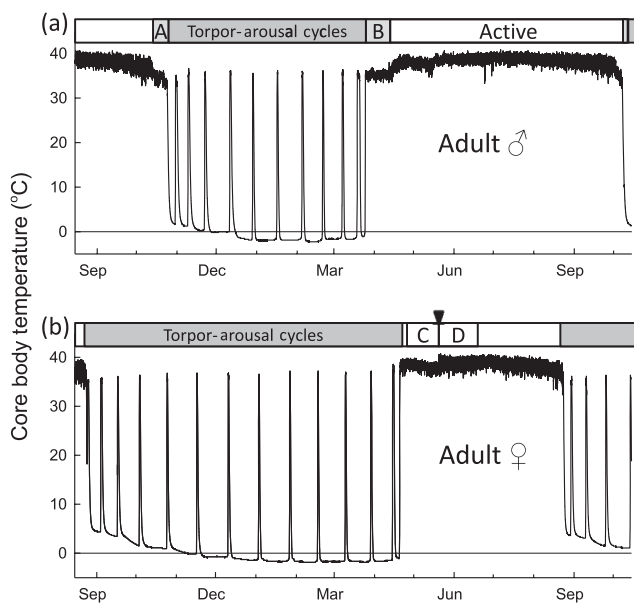 (a)
A Torpor-arousal cycles B Active
40
30
20
10
0
Adult ♂
Sep Dec Mar Jun Sep
Core body temperature (°C)
(b)
Torpor-arousal cycles C D
40
30
20
10
0
Adult ♀
Sep Dec Mar Jun Sep